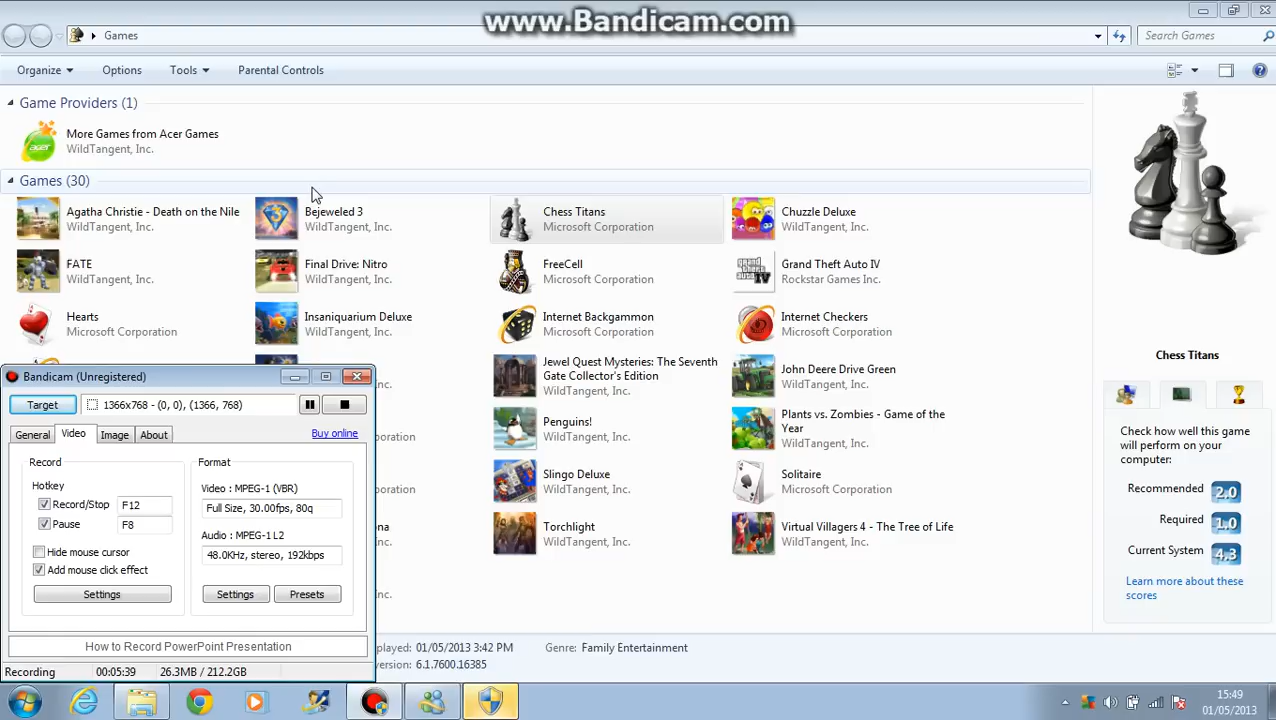 www.Bandicam.com
Games
Search Games
Organize Options Tools Parental Controls
Game Providers (1)
More Games from Acer Games
WildTangent, Inc.
acer
Games (30)
Agatha Christie - Death on the Nile
Bejeweled 3
WildTangent, Inc.
Chess Titans
Microsoft Corporation
Chuzzle Deluxe
WildTangent, Inc.
FATE
WildTangent, Inc.
Final Drive: Nitro
WildTangent, Inc.
FreeCell
Microsoft Corporation
Grand Theft Auto IV
Rockstar Games Inc.
Hearts
Microsoft Corporation
Insaniquarium Deluxe
WildTangent, Inc.
Internet Backgammon
Microsoft Corporation
Internet Checkers
Microsoft Corporation
t, Inc.
Jewel Quest Mysteries: The Seventh
Gate Collector's Edition
WildTangent, Inc.
John Deere Drive Green
WildTangent, Inc.
orporation
Penguins!
WildTangent, Inc.
Plants vs. Zombies - Game of the
Year
WildTangent, Inc.
orporation
Slingo Deluxe
WildTangent, Inc.
Solitaire
Microsoft Corporation
na
t, Inc.
Torchlight
WildTangent, Inc.
Virtual Villagers 4 - The Tree of Life
WildTangent, Inc.
t, Inc.
Chess Titans
Check how well this game
will perform on your
computer:
Recommended 2.0
Required 1.0
Current System 4.3
Learn more about these
scores
played: 01/05/2013 3:42 PM Genre: Family Entertainment
version: 6.1.7600.16385
Bandicam (Unregistered)
Target 1366x768 - (0, 0), (1366, 768)
General Video Image About Buy online
Record
Hotkey
Record/Stop F12
Pause F8
Hide mouse cursor
Add mouse click effect
Settings
Format
Video : MPEG-1 (VBR)
Full Size, 30.00fps, 80q
Audio : MPEG-1 L2
48.0KHz, stereo, 192kbps
Settings Presets
How to Record PowerPoint Presentation
Recording 00:05:39 26.3MB / 212.2GB
15:49
01/05/2013